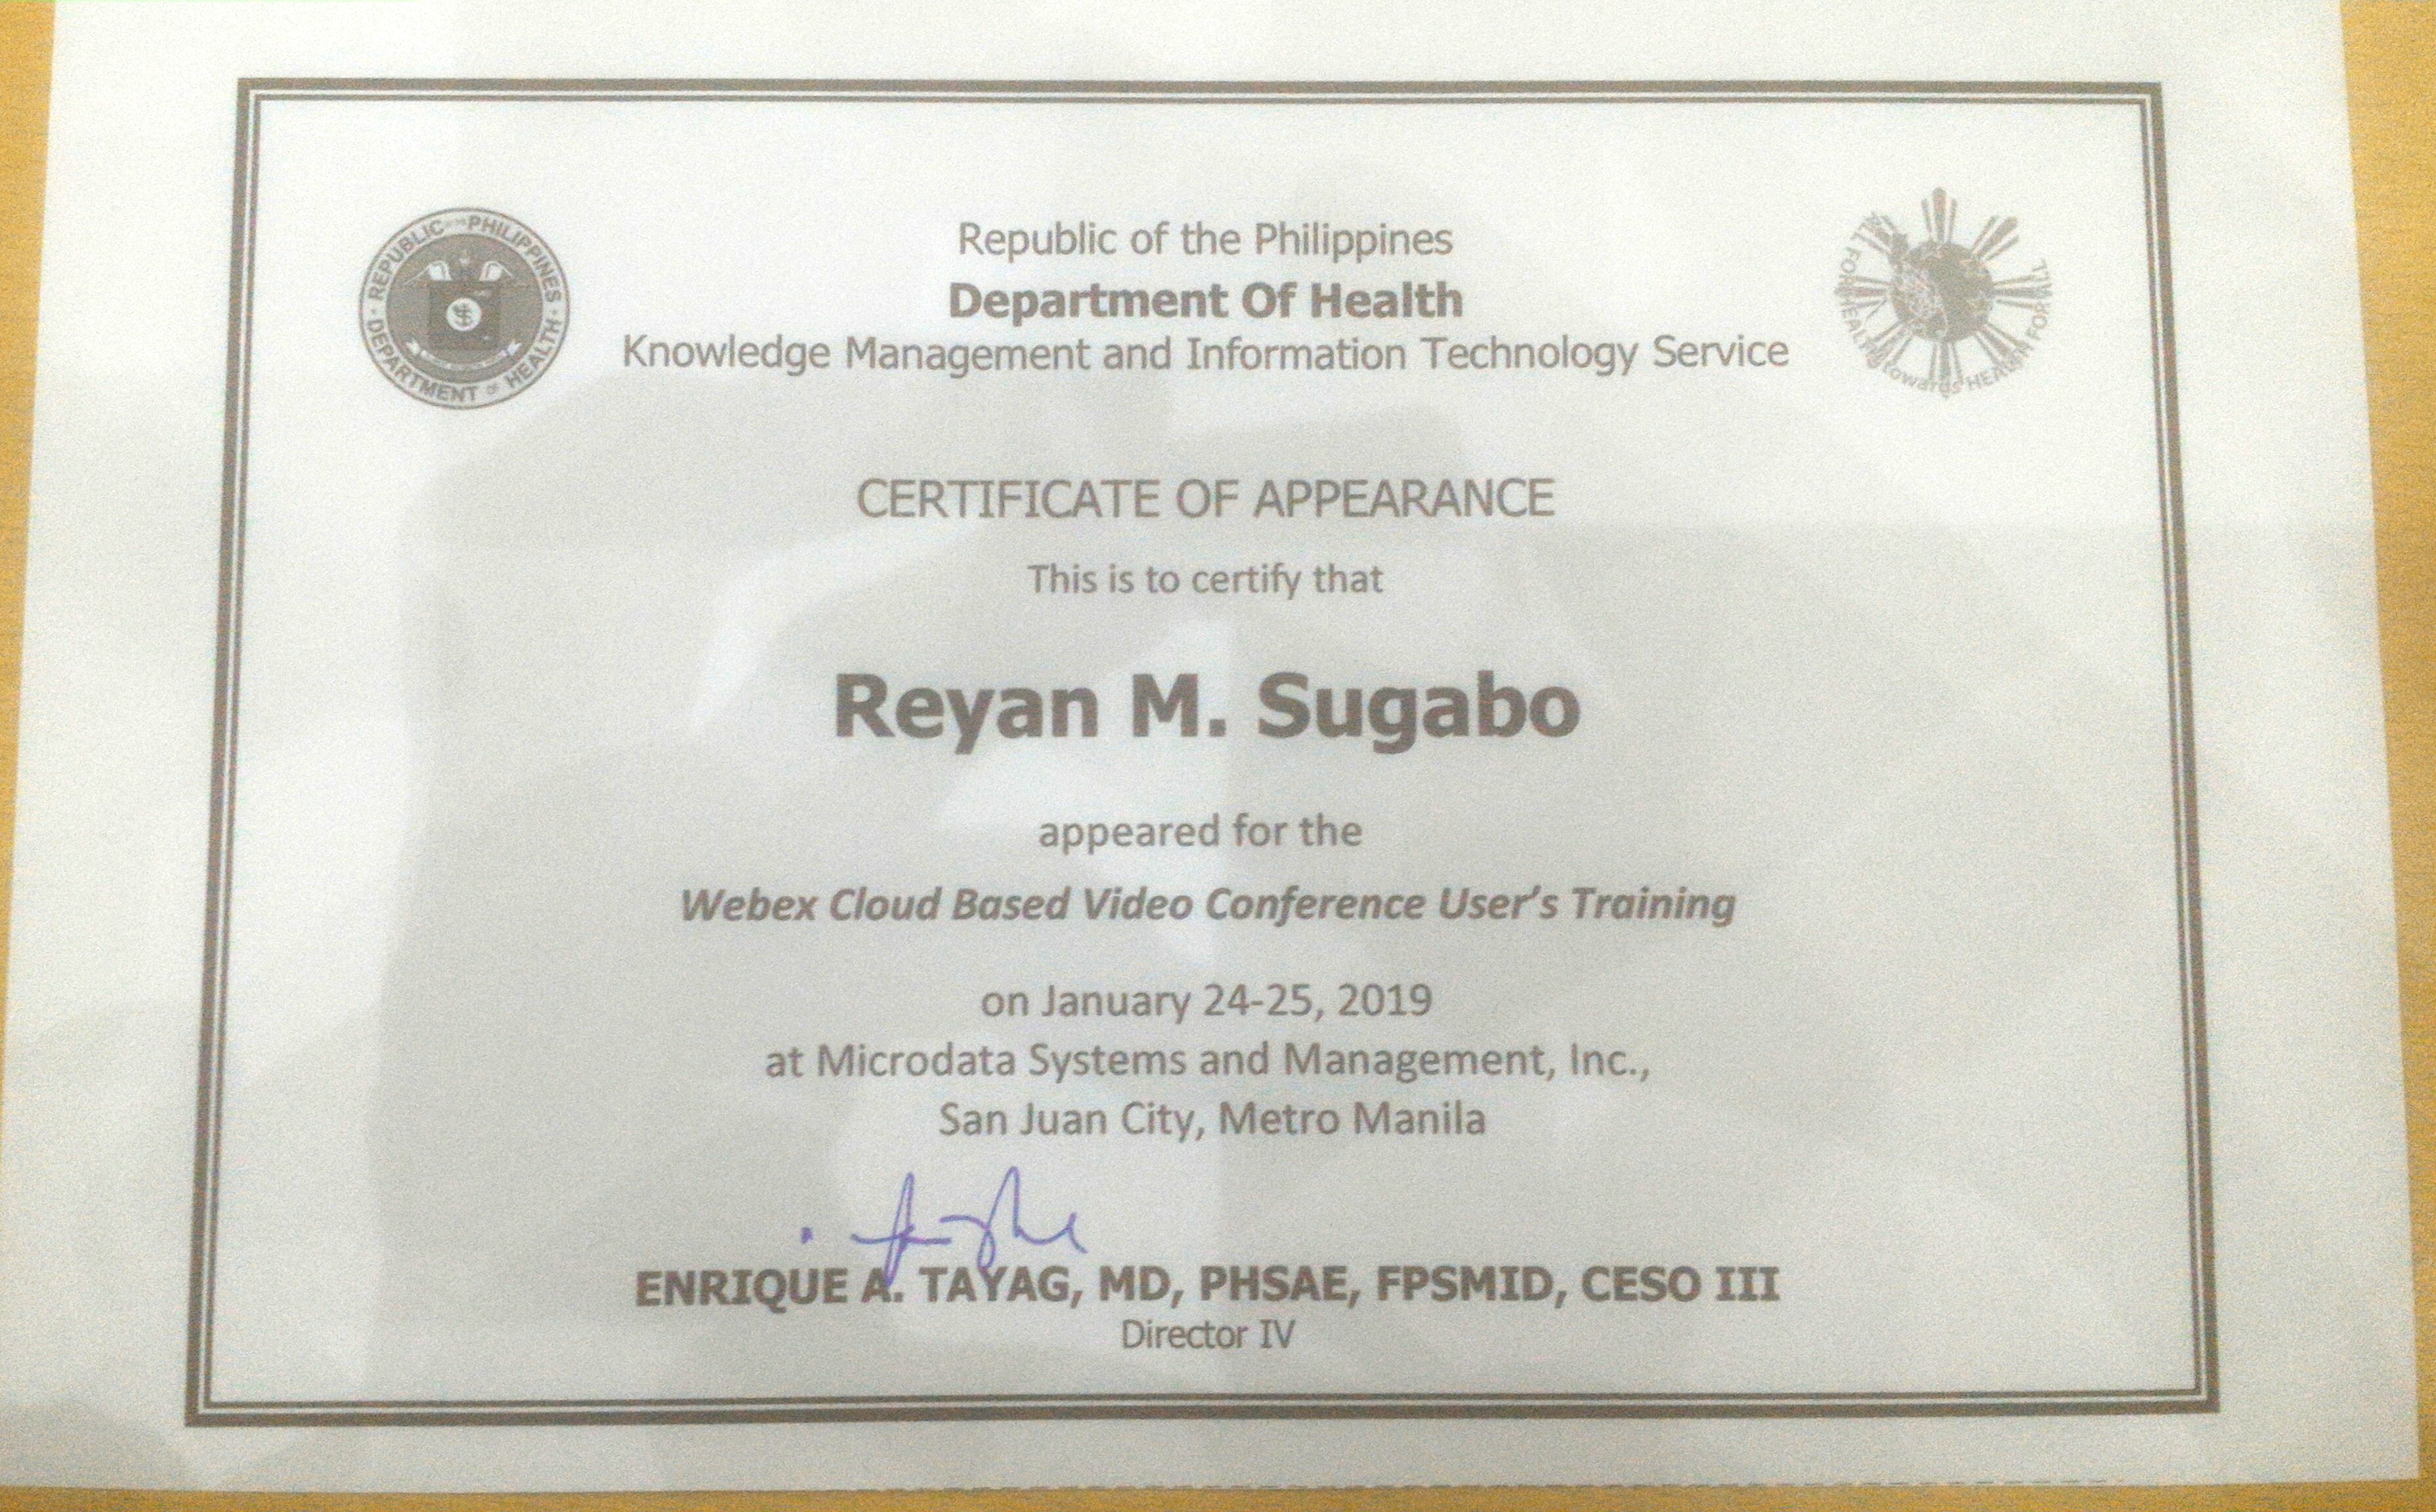 REPUBLIC OF THE PHILIPPINES
DEPARTMENT OF HEALTH
Republic of the Philippines
Department Of Health
Knowledge Management and Information Technology Service
ALL FOR HEALTH towards HEALTH FOR ALL
CERTIFICATE OF APPEARANCE
This is to certify that
Reyan M. Sugabo
appeared for the
Webex Cloud Based Video Conference User's Training
on January 24-25, 2019
at Microdata Systems and Management, Inc.,
San Juan City, Metro Manila
ENRIQUE A. TAYAG, MD, PHSAE, FPSMID, CESO III
Director IV